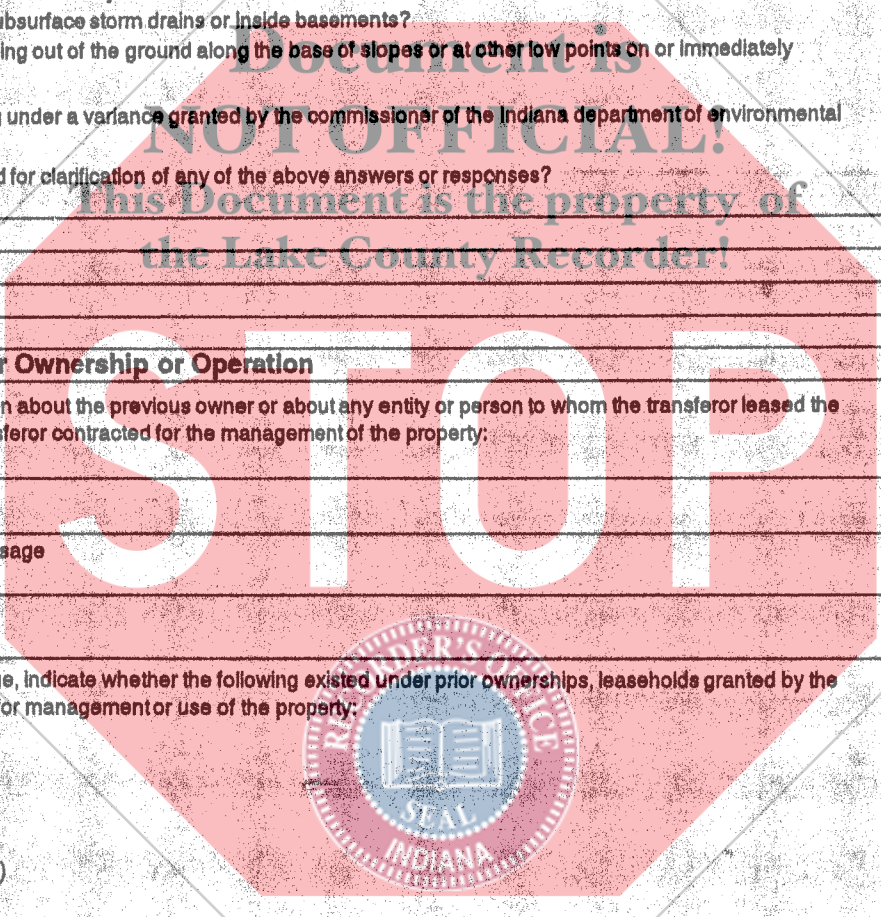 ubsurface storm drains or inside basements?
ing out of the ground along the base of slopes or at other low points on or immediately
Document is
under a variance granted by the commissioner of the Indiana department of environmental
NOT OFFICIAL!
d for clarification of any of the above answers or responses?
This Document is the property of
the Lake County Recorder!
r Ownership or Operation
n about the previous owner or about any entity or person to whom the transferor leased the
sferor contracted for the management of the property:
STOP
sage
e, indicate whether the following existed under prior ownerships, leaseholds granted by the
or management or use of the property:
RECORDER'S OFFICE
SEAL
INDIANA
)